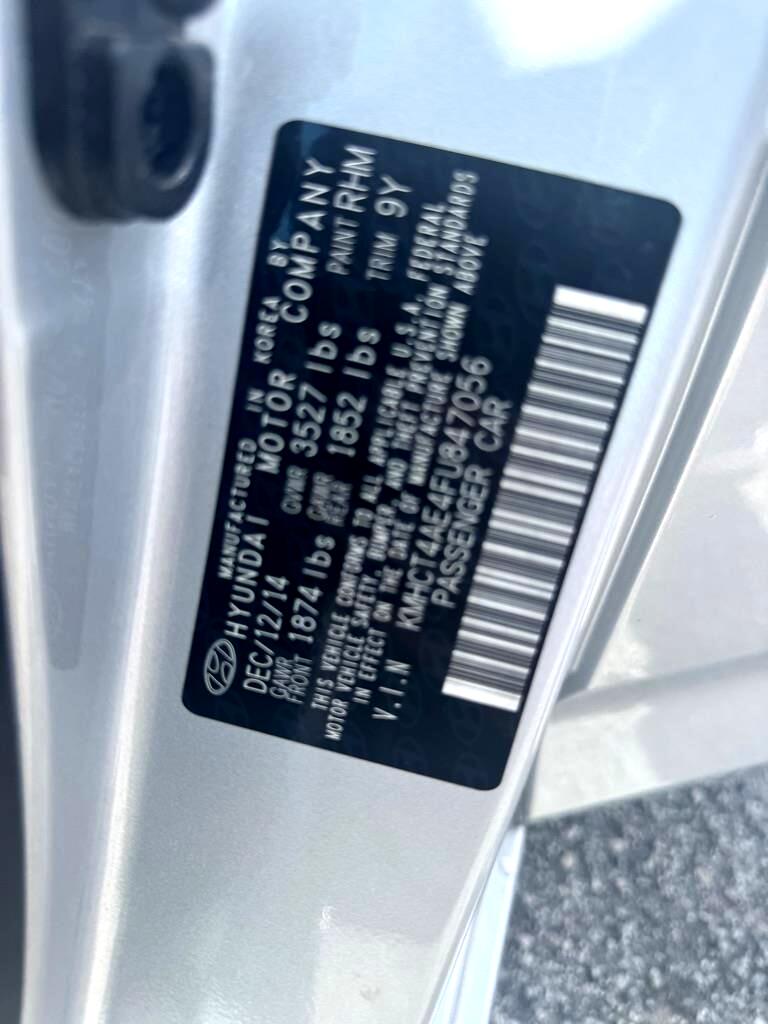 MANUFACTURED IN KOREA BY
HYUNDAI MOTOR COMPANY
DEC/12/14 GVWR 3527 lbs PAINT RHM
GAWR FRONT 1874 lbs GAWR REAR 1852 lbs TRIM 9Y
THIS VEHICLE CONFORMS TO ALL APPLICABLE U.S.A. FEDERAL
MOTOR VEHICLE SAFETY, BUMPER, AND THEFT PREVENTION STANDARDS
IN EFFECT ON THE DATE OF MANUFACTURE SHOWN ABOVE
V.I.N KMHCT4AE4FU847056
PASSENGER CAR